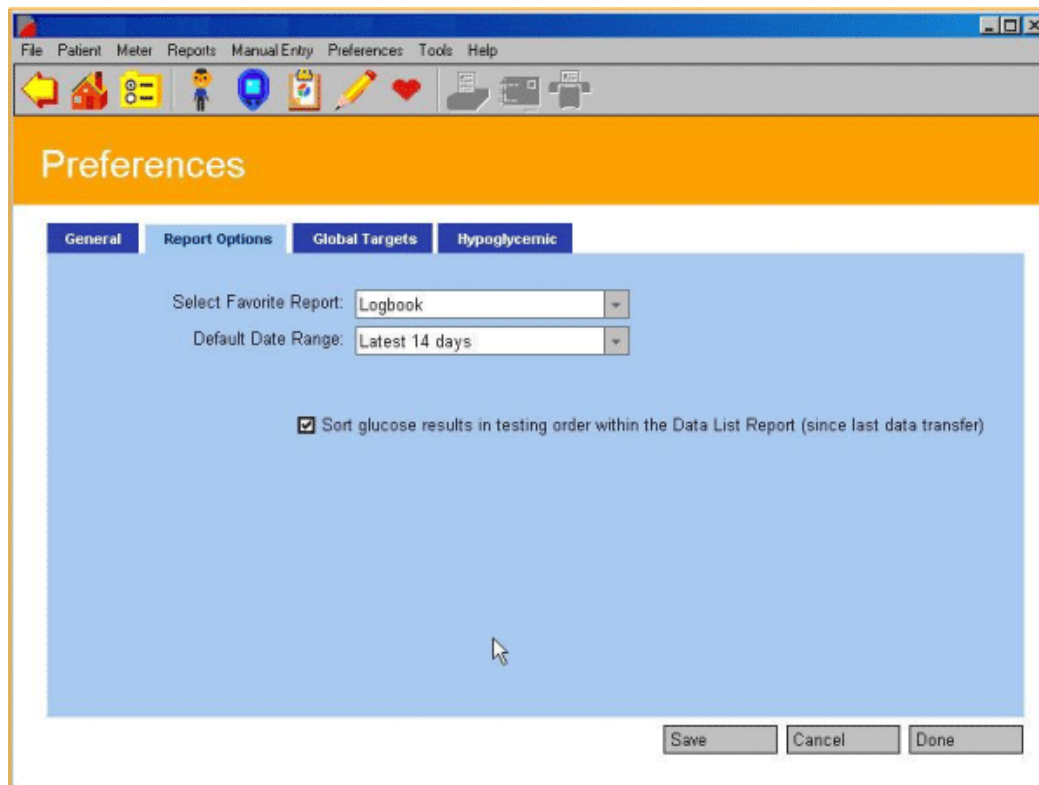 File Patient Meter Reports Manual Entry Preferences Tools Help
Preferences
General Report Options Global Targets Hypoglycemic
Select Favorite Report: Logbook
Default Date Range: Latest 14 days
Sort glucose results in testing order within the Data List Report (since last data transfer)
Save Cancel Done